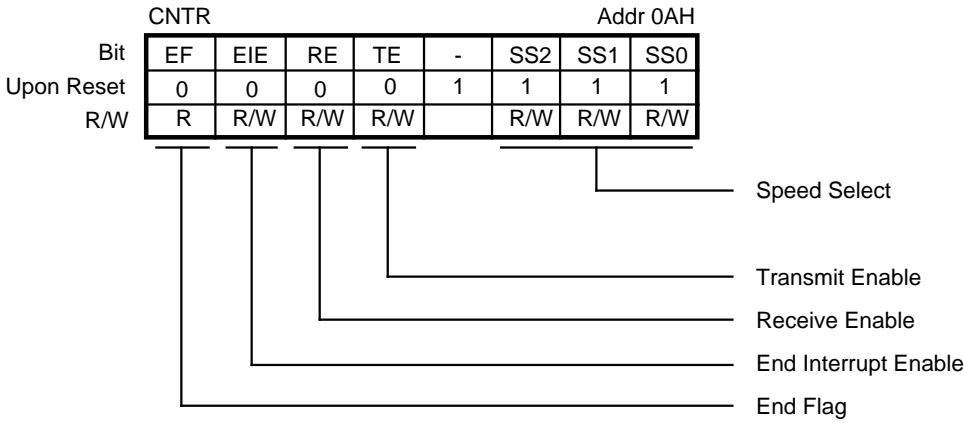 CNTR Addr 0AH
Bit EF EIE RE TE - SS2 SS1 SS0
Upon Reset 0 0 0 0 1 1 1 1
R/W R R/W R/W R/W R/W R/W R/W
Speed Select
Transmit Enable
Receive Enable
End Interrupt Enable
End Flag